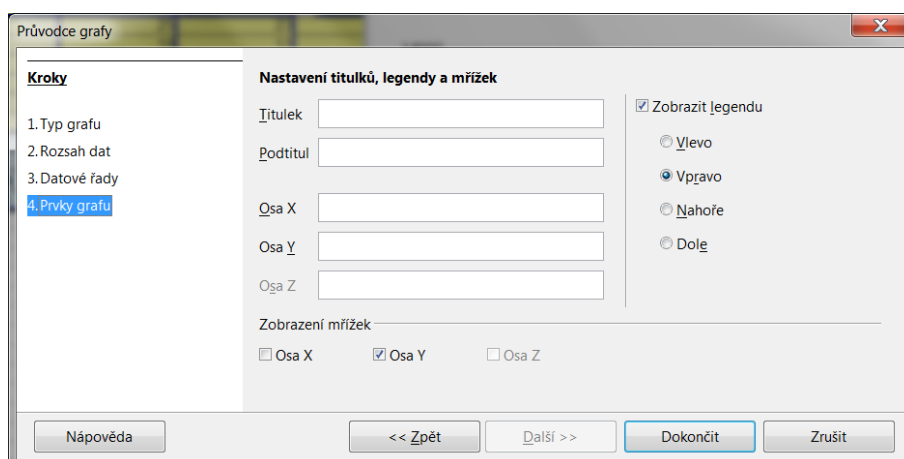 Průvodce grafy
Kroky
1. Typ grafu
2. Rozsah dat
3. Datové řady
4. Prvky grafu
Nastavení titulků, legendy a mřížek
Titulek
Podtitul
Osa X
Osa Y
Osa Z
Zobrazit legendu
Vlevo
Vpravo
Nahoře
Dole
Zobrazení mřížek
Osa X Osa Y Osa Z
Nápověda << Zpět Další >> Dokončit Zrušit